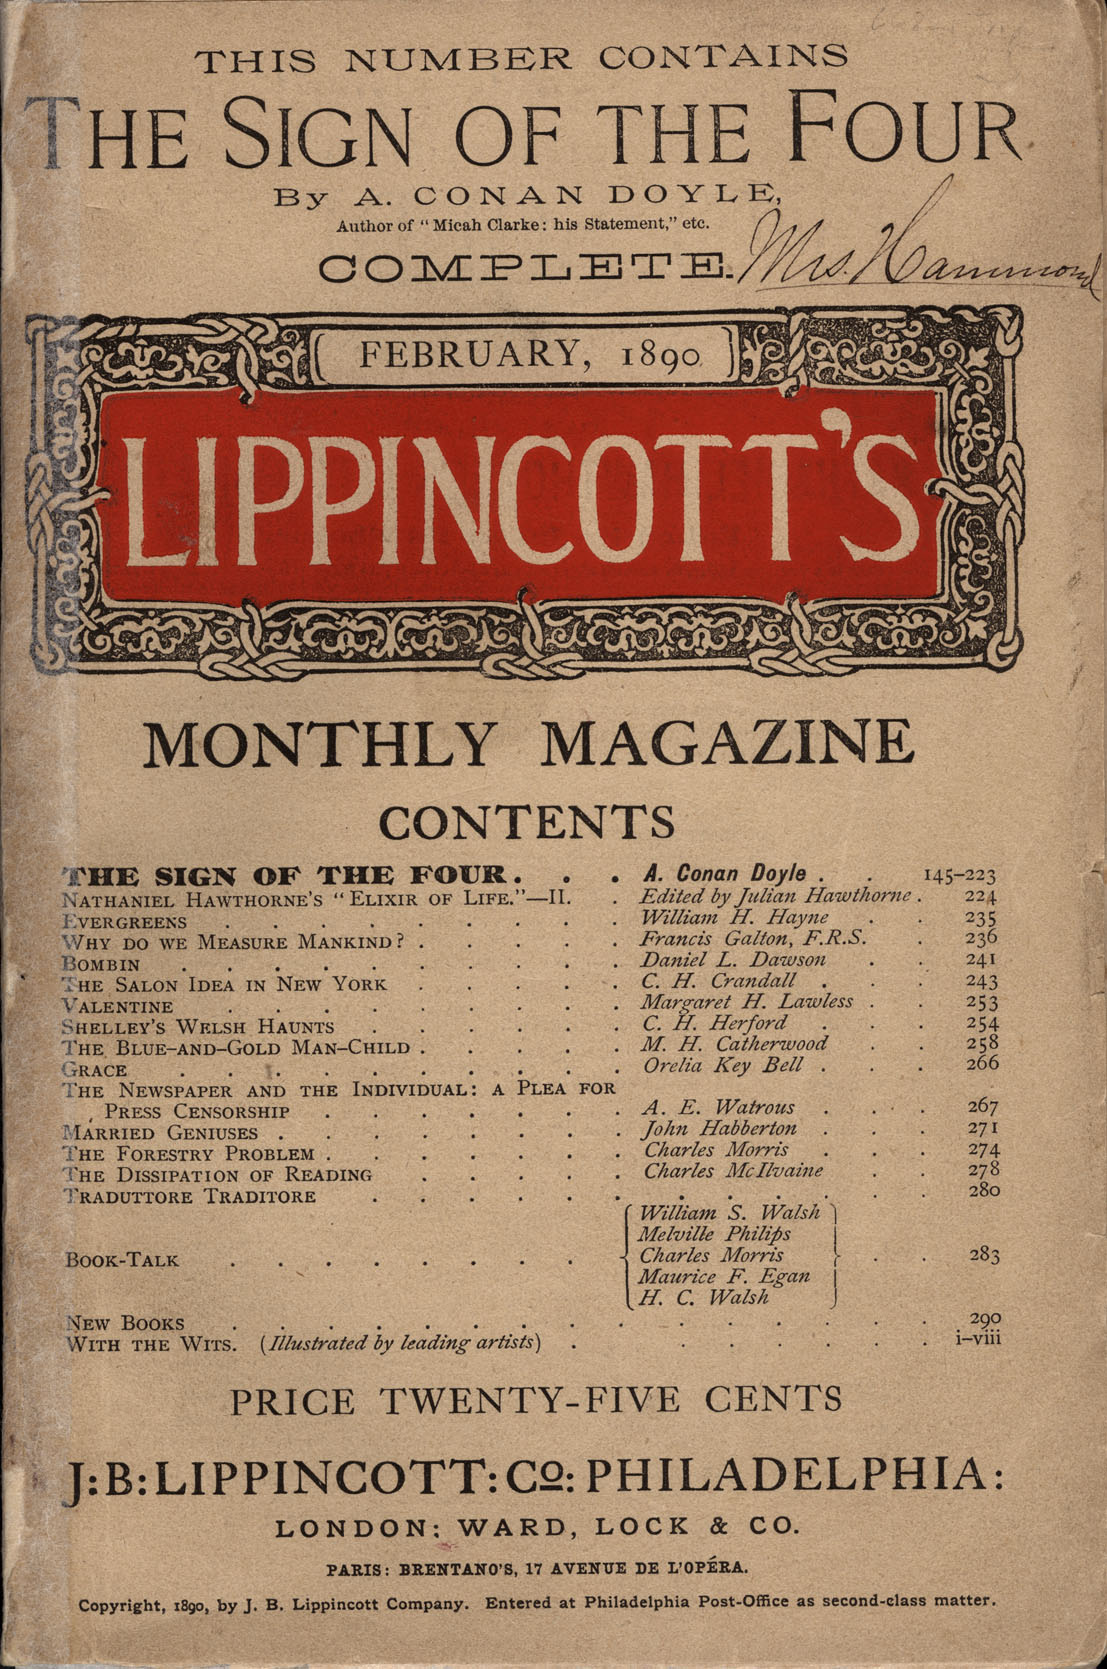 THIS NUMBER CONTAINS
THE SIGN OF THE FOUR
By A. CONAN DOYLE,
Author of “Micah Clarke: his Statement,” etc.
COMPLETE.
Mrs. Hammond
FEBRUARY, 1890
LIPPINCOTT'S
MONTHLY MAGAZINE
CONTENTS
THE SIGN OF THE FOUR . . . A. Conan Doyle . . 145–223
NATHANIEL HAWTHORNE'S “ELIXIR OF LIFE.”—II. . Edited by Julian Hawthorne . 224
EVERGREENS . . . . . . . . . William H. Hayne . . 235
WHY DO WE MEASURE MANKIND? . . . . . Francis Galton, F.R.S. . 236
BOMBIN . . . . . . . . . . Daniel L. Dawson . . 241
THE SALON IDEA IN NEW YORK . . . . . C. H. Crandall . . . 243
VALENTINE . . . . . . . . . Margaret H. Lawless . . 253
SHELLEY'S WELSH HAUNTS . . . . . . C. H. Herford . . . 254
THE BLUE–AND–GOLD MAN–CHILD . . . . . M. H. Catherwood . . 258
GRACE . . . . . . . . . . Orelia Key Bell . . . 266
THE NEWSPAPER AND THE INDIVIDUAL: A PLEA FOR
PRESS CENSORSHIP . . . . . . . A. E. Watrous . . . 267
MARRIED GENIUSES . . . . . . . . John Habberton . . . 271
THE FORESTRY PROBLEM . . . . . . . Charles Morris . . . 274
THE DISSIPATION OF READING . . . . . Charles McIlvaine . . 278
TRADUTTORE TRADITORE . . . . . . . . . . . . 280
William S. Walsh
Melville Philips
BOOK-TALK . . . . . . . . Charles Morris . . 283
Maurice F. Egan
H. C. Walsh
NEW BOOKS . . . . . . . . . . . . . . . 290
WITH THE WITS. (Illustrated by leading artists) . . . . . . . i–viii
PRICE TWENTY-FIVE CENTS
J:B:LIPPINCOTT:Co:PHILADELPHIA:
LONDON: WARD, LOCK & CO.
PARIS: BRENTANO'S, 17 AVENUE DE L'OPÉRA.
Copyright, 1890, by J. B. Lippincott Company. Entered at Philadelphia Post-Office as second-class matter.